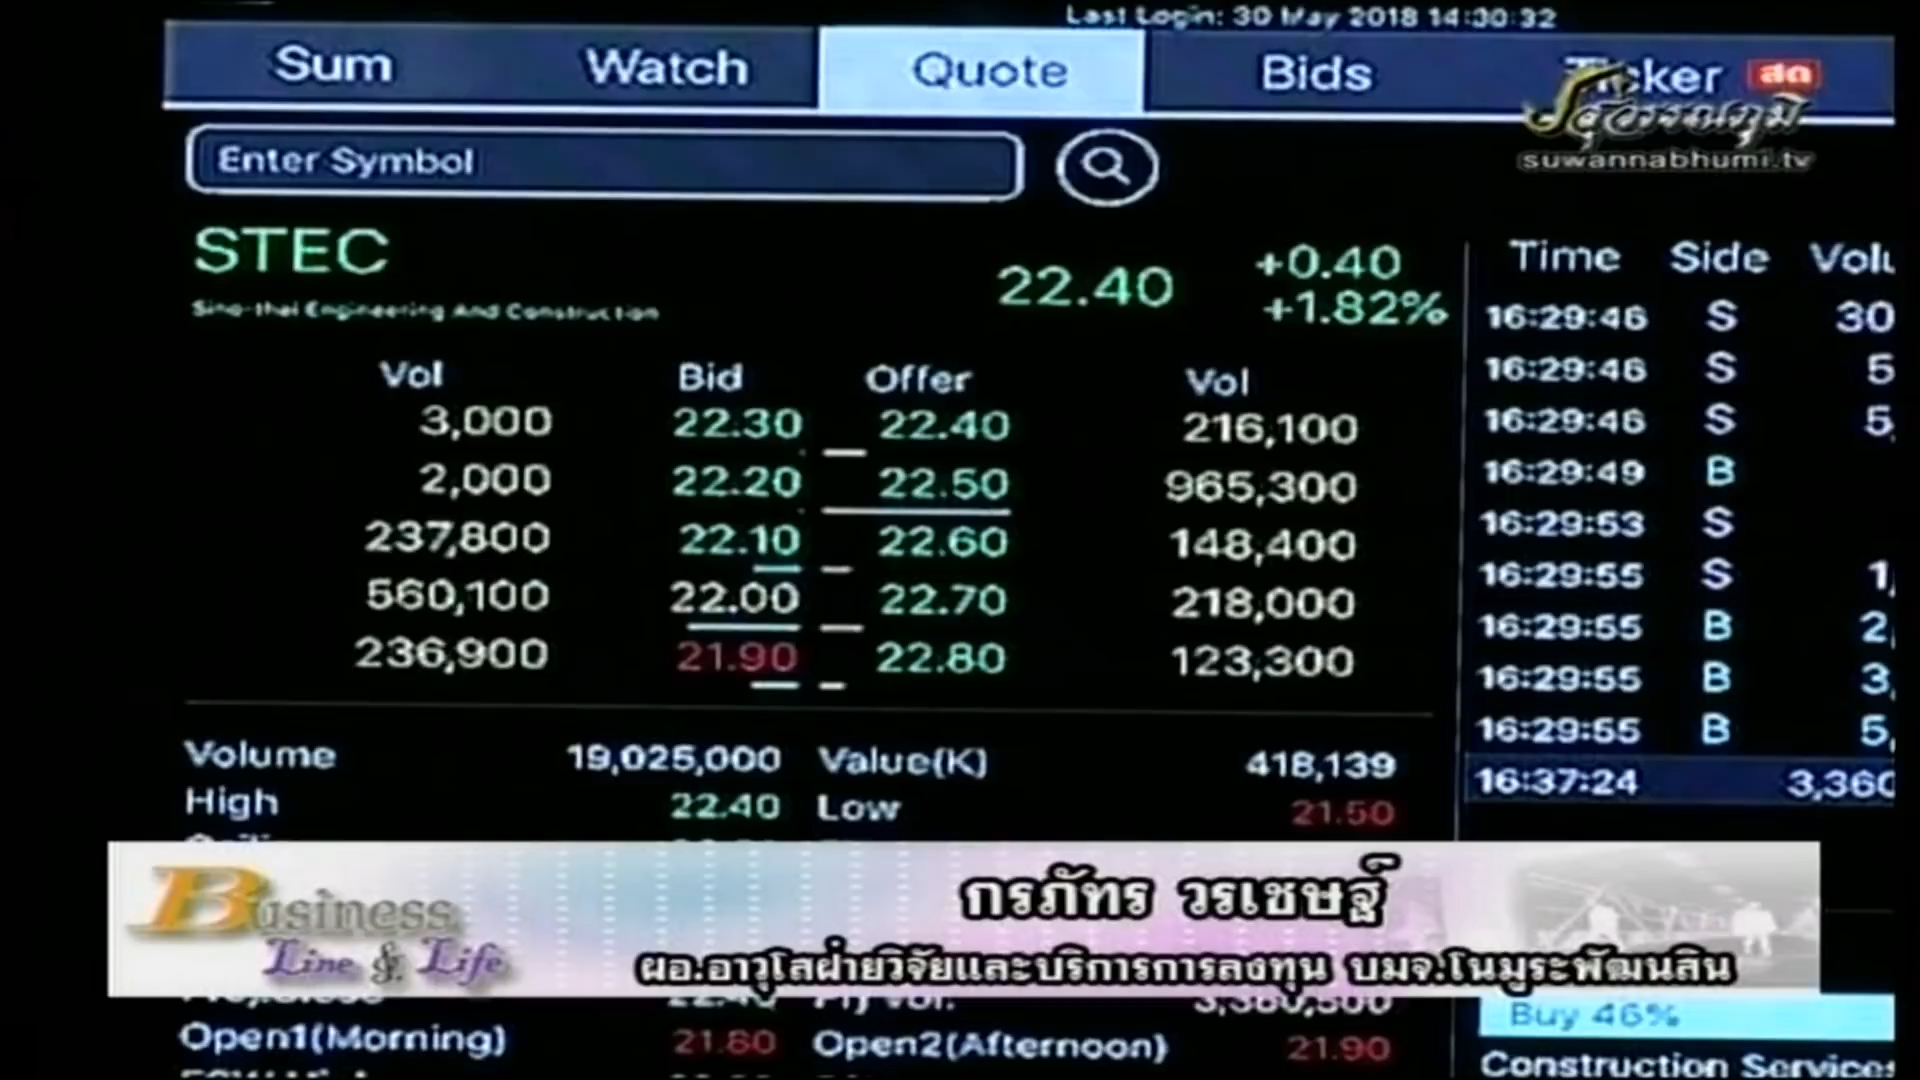 Last Login: 30 May 2018 14:30:32
Sum Watch Quote Bids Ticker สด
สุวรรณภูมิ
suwannabhumi.tv
Enter Symbol
STEC 22.40 +0.40
+1.82%
Sino-thai Engineering And Construction
Vol Bid Offer Vol
3,000 22.30 22.40 216,100
2,000 22.20 22.50 965,300
237,800 22.10 22.60 148,400
560,100 22.00 22.70 218,000
236,900 21.90 22.80 123,300
Volume 19,025,000 Value(K) 418,139
High 22.40 Low 21.50
Time Side
16:29:46 S 30
16:29:46 S 5
16:29:46 S 5,
16:29:49 B
16:29:53 S
16:29:55 S 1,
16:29:55 B 2,
16:29:55 B 3,
16:29:55 B 5,
16:37:24 3,360
Business
Line & Life
กรภัทร วรเชษฐ์
ผอ.อาวุโสฝ่ายวิจัยและบริการการลงทุน บมจ.โนมูระพัฒนสิน
Open1(Morning) 21.80 Open2(Afternoon) 21.90
Buy 46%
Construction Services